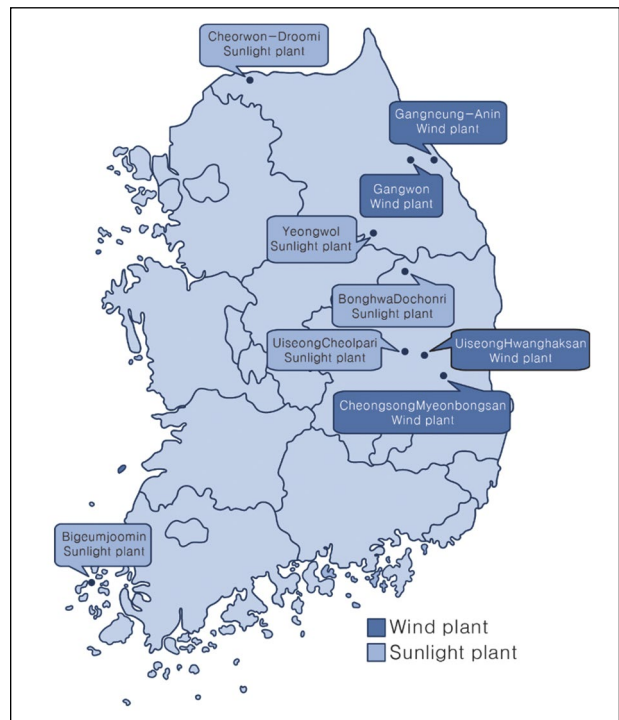 Cheorwon-Droomi
Sunlight plant
Gangneung-Anin
Wind plant
Gangwon
Wind plant
Yeongwol
Sunlight plant
BonghwaDochonri
Sunlight plant
UiseongCheolpari
Sunlight plant
UiseongHwanghaksan
Wind plant
CheongsongMyeonbongsan
Wind plant
Bigeumjoomin
Sunlight plant
Wind plant
Sunlight plant